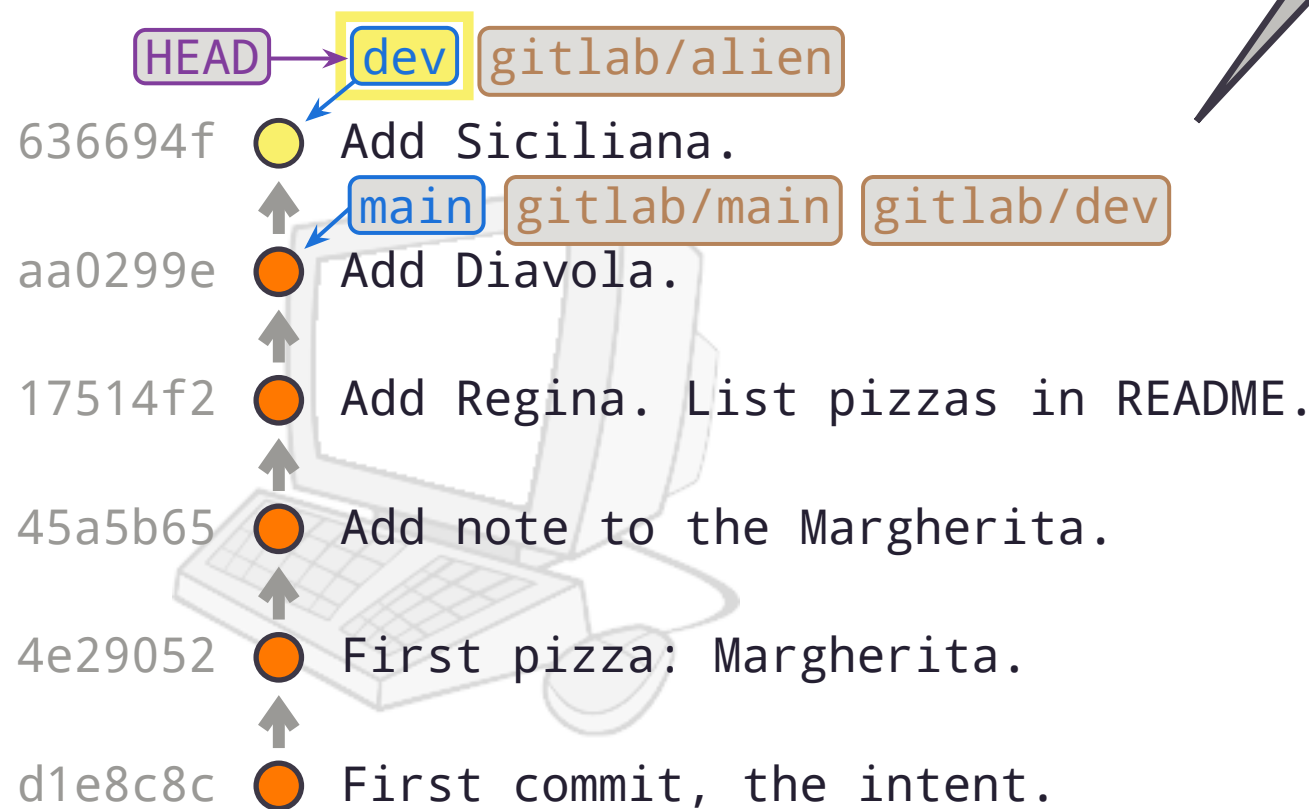 HEAD dev gitlab/alien
636694f Add Siciliana.
main gitlab/main gitlab/dev
aa0299e Add Diavola.
17514f2 Add Regina. List pizzas in README.
45a5b65 Add note to the Margherita.
4e29052 First pizza: Margherita.
d1e8c8c First commit, the intent.